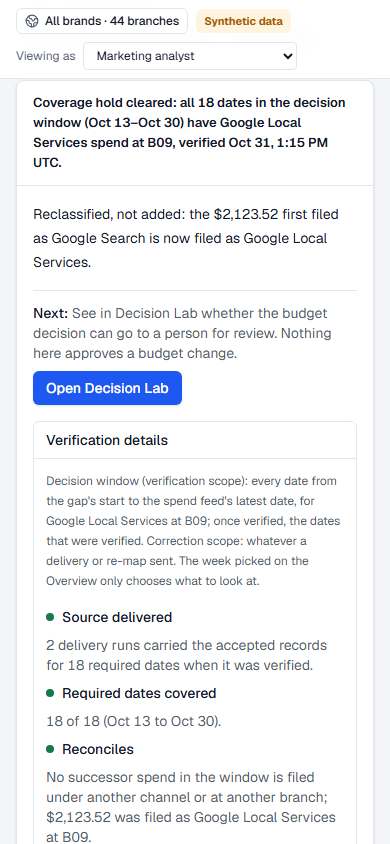 All brands · 44 branches
Synthetic data
Viewing as
Marketing analyst
Coverage hold cleared: all 18 dates in the decision
window (Oct 13–Oct 30) have Google Local
Services spend at B09, verified Oct 31, 1:15 PM
UTC.
Reclassified, not added: the $2,123.52 first filed
as Google Search is now filed as Google Local
Services.
Next: See in Decision Lab whether the budget
decision can go to a person for review. Nothing
here approves a budget change.
Open Decision Lab
Verification details
Decision window (verification scope): every date from
the gap's start to the spend feed's latest date, for
Google Local Services at B09; once verified, the dates
that were verified. Correction scope: whatever a
delivery or re-map sent. The week picked on the
Overview only chooses what to look at.
Source delivered
2 delivery runs carried the accepted records
for 18 required dates when it was verified.
Required dates covered
18 of 18 (Oct 13 to Oct 30).
Reconciles
No successor spend in the window is filed
under another channel or at another branch;
$2,123.52 was filed as Google Local Services
at B09.